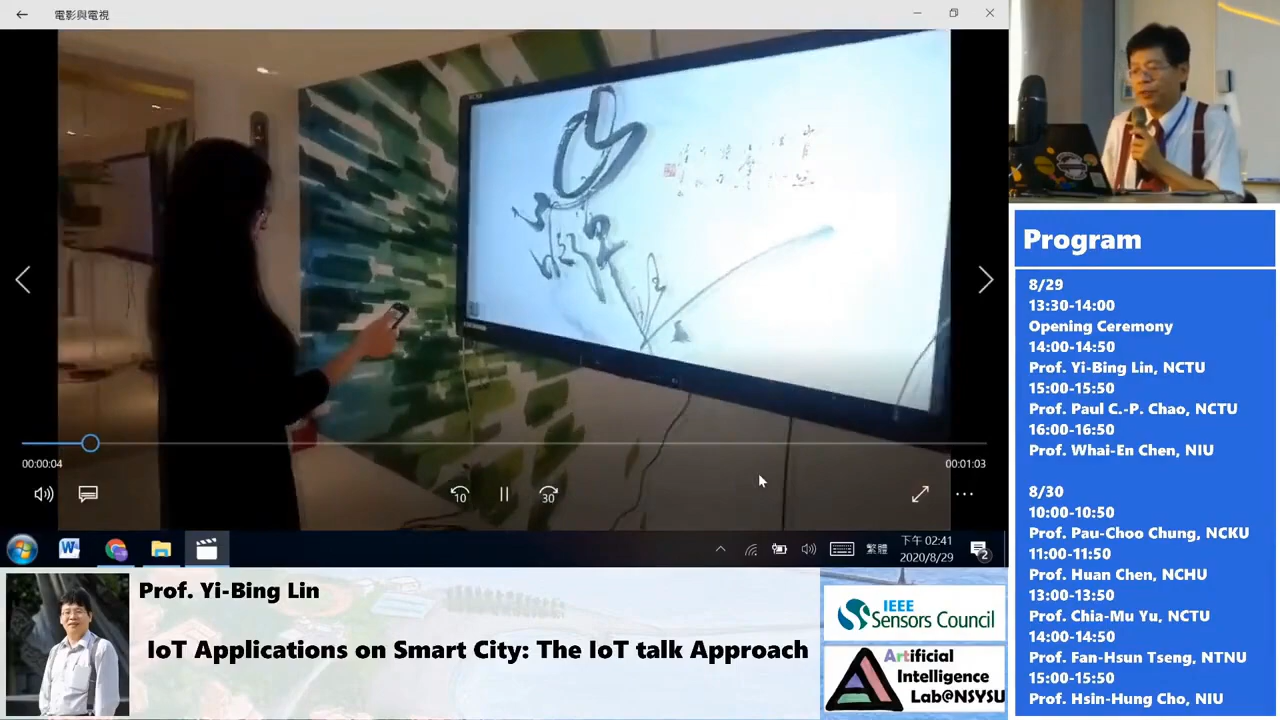 電影與電視
00:00:04
00:01:03
10
30
繁體
下午 02:41
2020/8/29
2
Program
8/29
13:30-14:00
Opening Ceremony
14:00-14:50
Prof. Yi-Bing Lin, NCTU
15:00-15:50
Prof. Paul C.-P. Chao, NCTU
16:00-16:50
Prof. Whai-En Chen, NIU
8/30
10:00-10:50
Prof. Pau-Choo Chung, NCKU
11:00-11:50
Prof. Huan Chen, NCHU
13:00-13:50
Prof. Chia-Mu Yu, NCTU
14:00-14:50
Prof. Fan-Hsun Tseng, NTNU
15:00-15:50
Prof. Hsin-Hung Cho, NIU
Prof. Yi-Bing Lin
IoT Applications on Smart City: The IoT talk Approach
IEEE
Sensors Council
Artificial
Intelligence
Lab@NSYSU